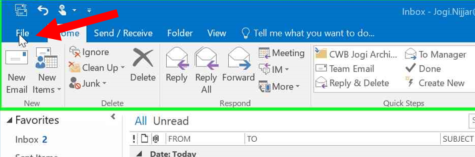 Inbox - Jogi.Nijjar
File Home Send / Receive Folder View Tell me what you want to do...
New Email
New Items
Ignore
Clean Up
Junk
Delete
Reply
Reply All
Forward
Meeting
IM
More
CWB Jogi Archi...
Team Email
Reply & Delete
To Manager
Done
Create New
New Delete Respond Quick Steps
Favorites
All Unread
Inbox 2
FROM TO SUBJECT
Sent Items
Date: Today